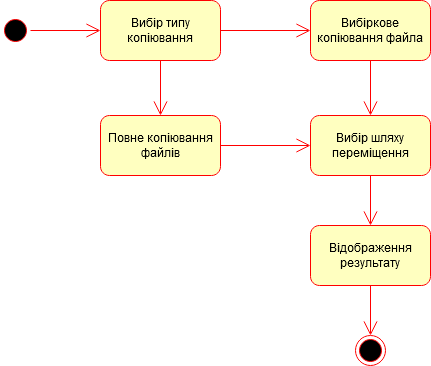 Вибір типу
копіювання
Вибіркове
копіювання файла
Повне копіювання
файлів
Вибір шляху
переміщення
Відображення
результату